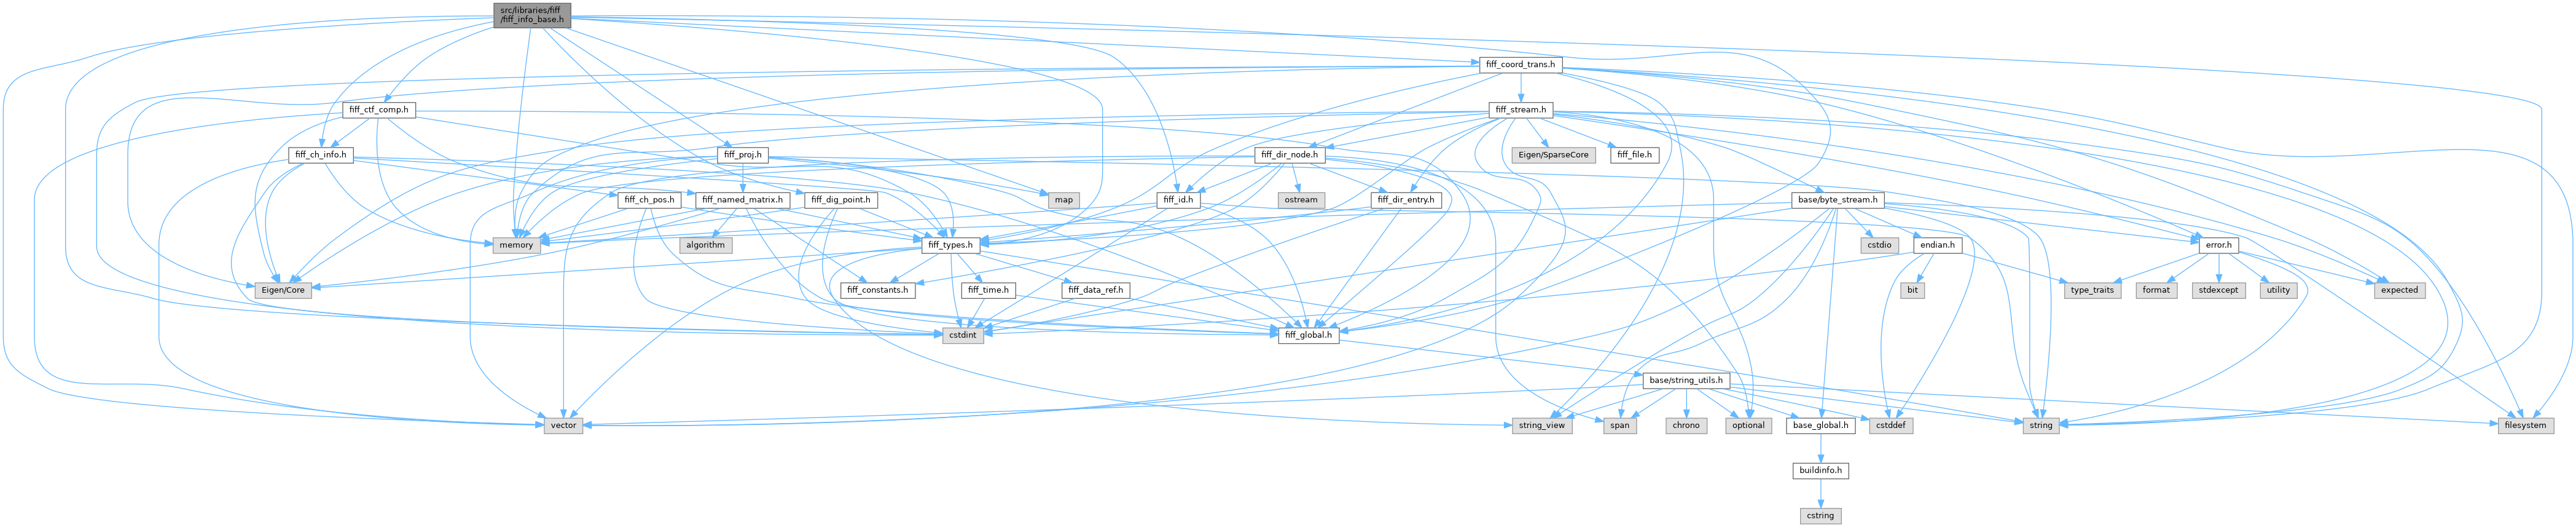 src/libraries/fiff
/fiff_info_base.h
fiff_coord_trans.h
fiff_ctf_comp.h
fiff_stream.h
fiff_ch_info.h
fiff_proj.h
fiff_dir_node.h
Eigen/SparseCore
fiff_file.h
fiff_ch_pos.h
fiff_named_matrix.h
fiff_dig_point.h
map
fiff_id.h
ostream
fiff_dir_entry.h
base/byte_stream.h
memory
algorithm
fiff_types.h
cstdio
endian.h
error.h
Eigen/Core
fiff_constants.h
fiff_time.h
fiff_data_ref.h
bit
type_traits
format
stdexcept
utility
expected
cstdint
fiff_global.h
base/string_utils.h
vector
string_view
span
chrono
optional
base_global.h
cstddef
string
filesystem
buildinfo.h
cstring